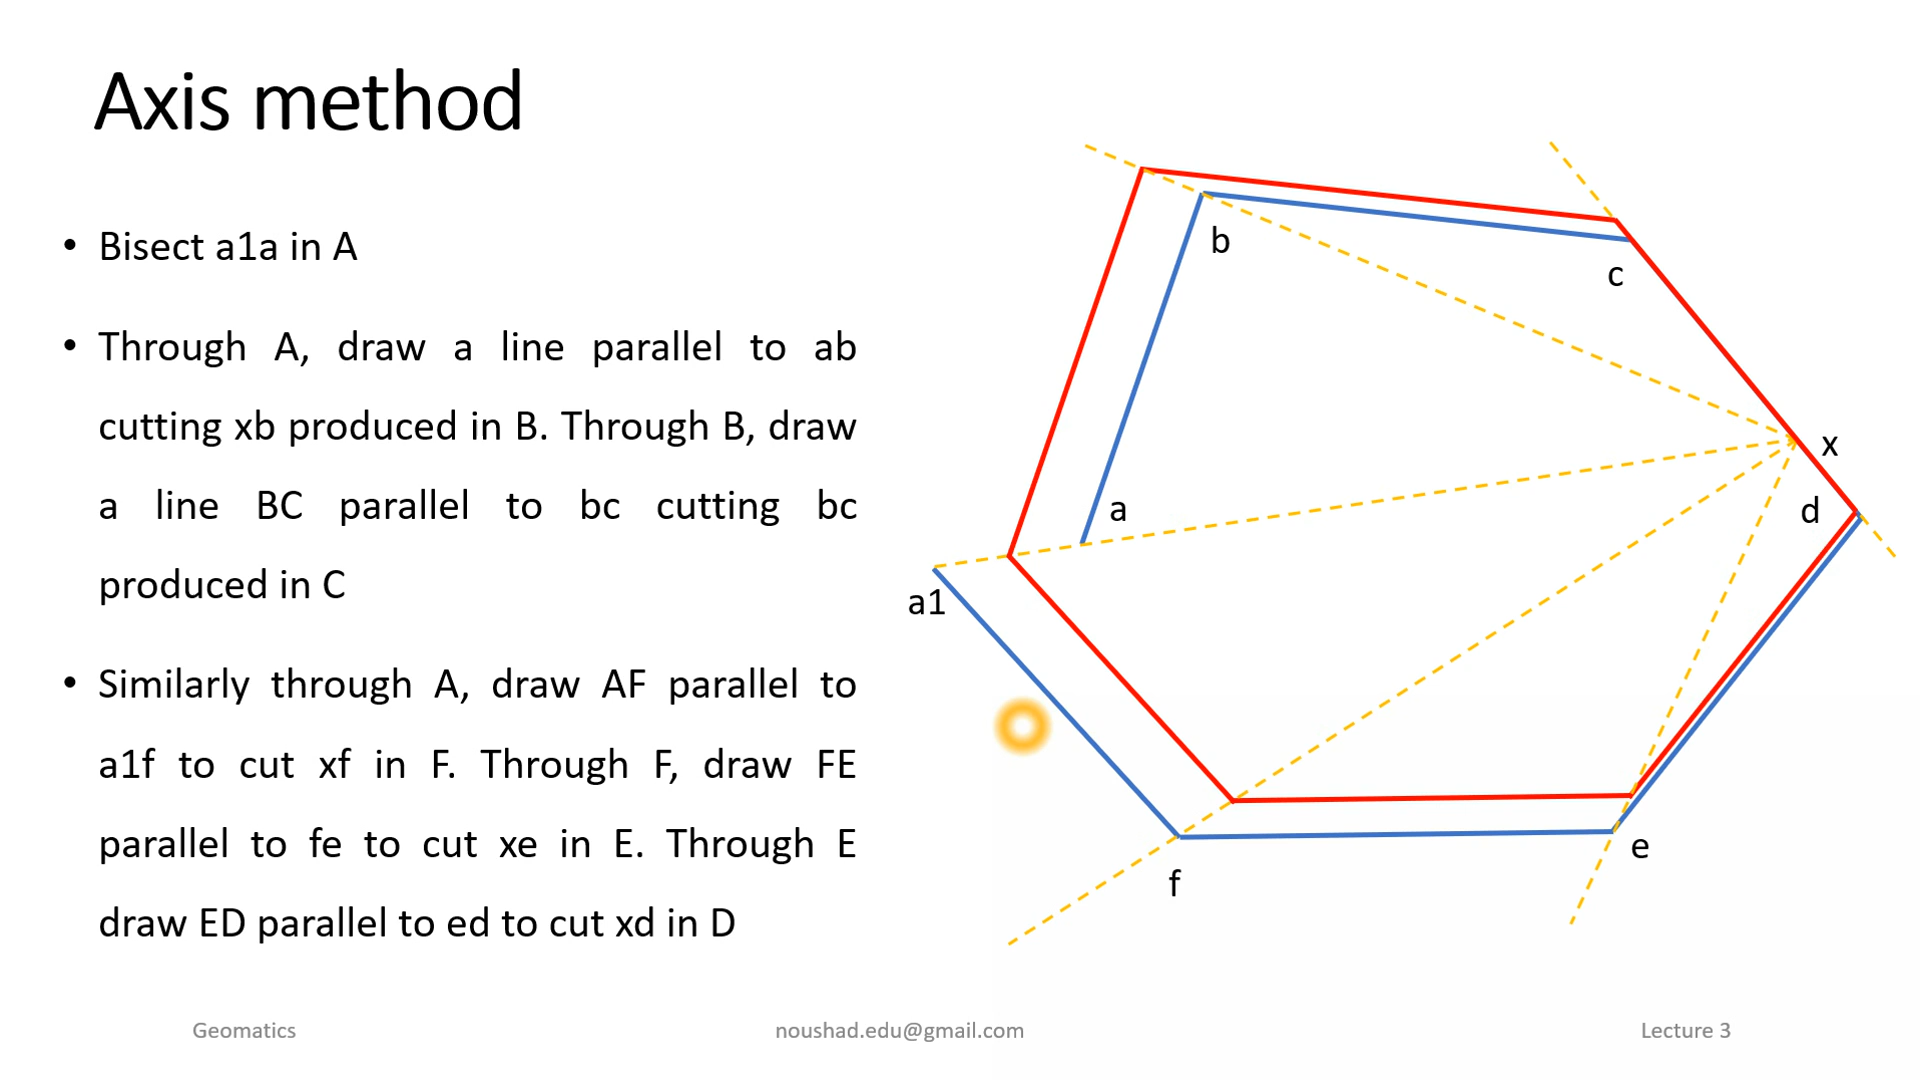 Axis method
• Bisect a1a in A
• Through A, draw a line parallel to ab
cutting xb produced in B. Through B, draw
a line BC parallel to bc cutting bc
produced in C
• Similarly through A, draw AF parallel to
a1f to cut xf in F. Through F, draw FE
parallel to fe to cut xe in E. Through E
draw ED parallel to ed to cut xd in D
b
c
x
a
d
a1
e
f
Geomatics
noushad.edu@gmail.com
Lecture 3